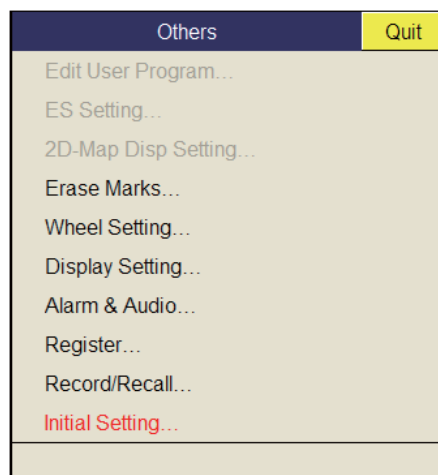 Others Quit
Edit User Program...
ES Setting...
2D-Map Disp Setting...
Erase Marks...
Wheel Setting...
Display Setting...
Alarm & Audio...
Register...
Record/Recall...
Initial Setting...